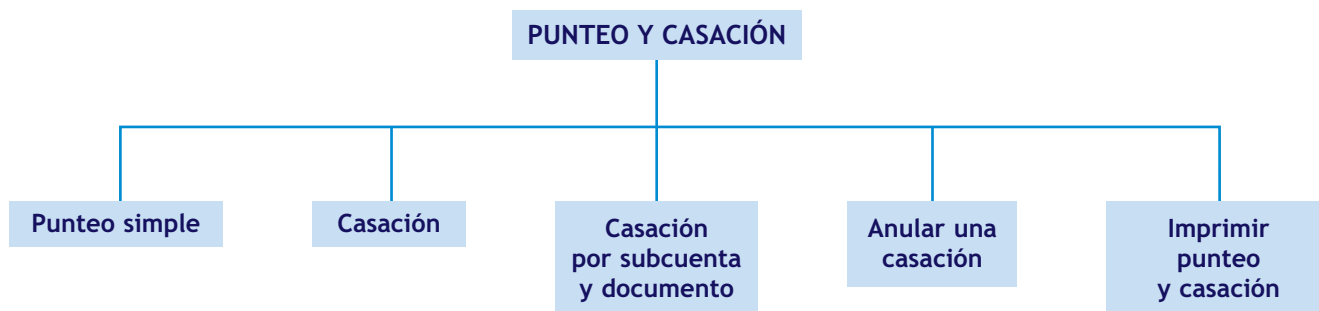 PUNTEO Y CASACIÓN
Punteo simple
Casación
Casación
por subcuenta
y documento
Anular una
casación
Imprimir
punteo
y casación